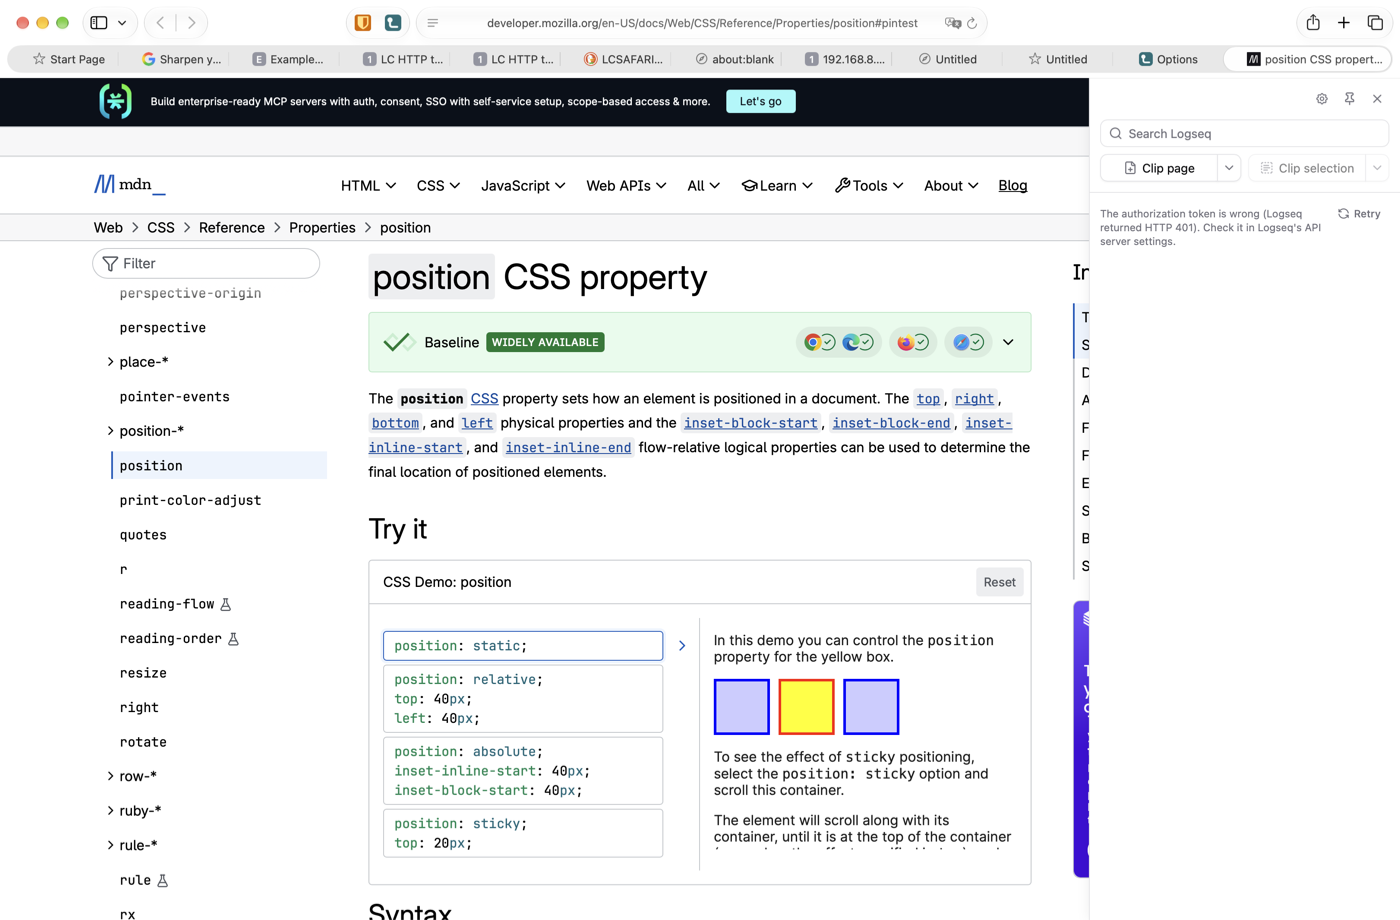 developer.mozilla.org/en-US/docs/Web/CSS/Reference/Properties/position#pintest
Start Page
Sharpen y...
E Example...
1 LC HTTP t...
1 LC HTTP t...
LCSAFARI...
about:blank
1 192.168.8....
Untitled
Untitled
Options
position CSS propert...
Build enterprise-ready MCP servers with auth, consent, SSO with self-service setup, scope-based access & more.
Let's go
mdn_
HTML
CSS
JavaScript
Web APIs
All
Learn
Tools
About
Blog
Web > CSS > Reference > Properties > position
Filter
perspective-origin
perspective
place-*
pointer-events
position-*
position
print-color-adjust
quotes
r
reading-flow
reading-order
resize
right
rotate
row-*
ruby-*
rule-*
rule
rx
position CSS property
Baseline WIDELY AVAILABLE
The position CSS property sets how an element is positioned in a document. The top, right,
bottom, and left physical properties and the inset-block-start, inset-block-end, inset-
inline-start, and inset-inline-end flow-relative logical properties can be used to determine the
final location of positioned elements.
Try it
CSS Demo: position
Reset
position: static;
position: relative;
top: 40px;
left: 40px;
position: absolute;
inset-inline-start: 40px;
inset-block-start: 40px;
position: sticky;
top: 20px;
In this demo you can control the position
property for the yellow box.
To see the effect of sticky positioning,
select the position: sticky option and
scroll this container.
The element will scroll along with its
container, until it is at the top of the container
Syntax
In
T
S
D
A
F
F
E
S
B
S
Search Logseq
Clip page
Clip selection
The authorization token is wrong (Logseq
returned HTTP 401). Check it in Logseq's API
server settings.
Retry